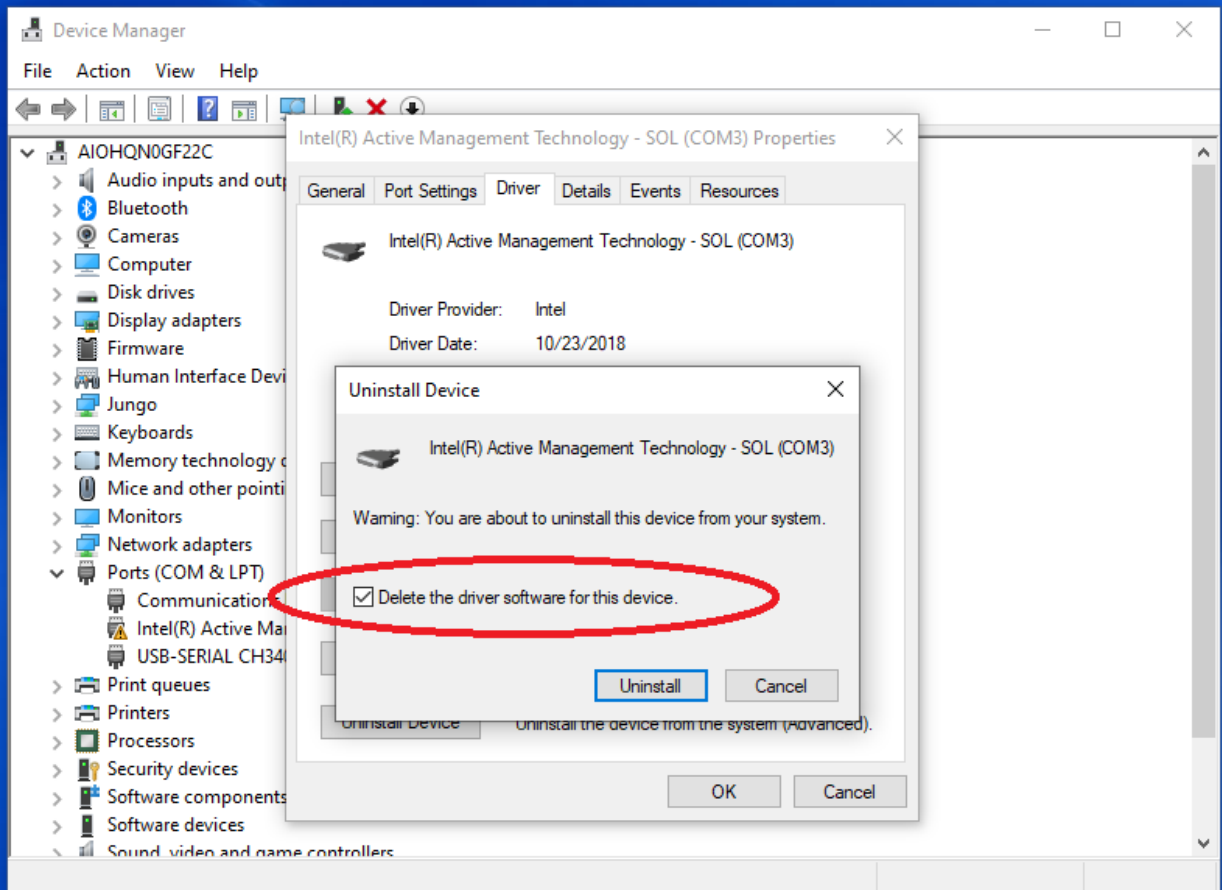 Device Manager
File Action View Help
Intel(R) Active Management Technology - SOL (COM3) Properties
AIOHQN0GF22C
Audio inputs and outp
Bluetooth
Cameras
Computer
Disk drives
Display adapters
Firmware
Human Interface Devi
Jungo
Keyboards
Memory technology
Mice and other pointi
Monitors
Network adapters
Ports (COM & LPT)
Communication
Intel(R) Active Mar
USB-SERIAL CH340
Print queues
Printers
Processors
Security devices
Software components
Software devices
Sound, video and game controllers
General Port Settings Driver Details Events Resources
Intel(R) Active Management Technology - SOL (COM3)
Driver Provider: Intel
Driver Date: 10/23/2018
Uninstall Device
Intel(R) Active Management Technology - SOL (COM3)
Warning: You are about to uninstall this device from your system.
Delete the driver software for this device.
Uninstall Cancel
Uninstall Device Uninstall the device from the system (Advanced).
OK Cancel